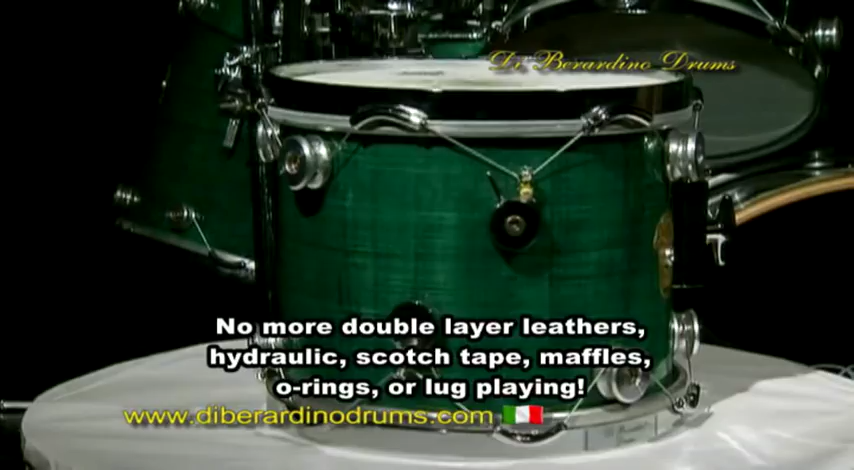 Di Berardino Drums
No more double layer leathers,
hydraulic, scotch tape, maffles,
o-rings, or lug playing!
www.diberardinodrums.com